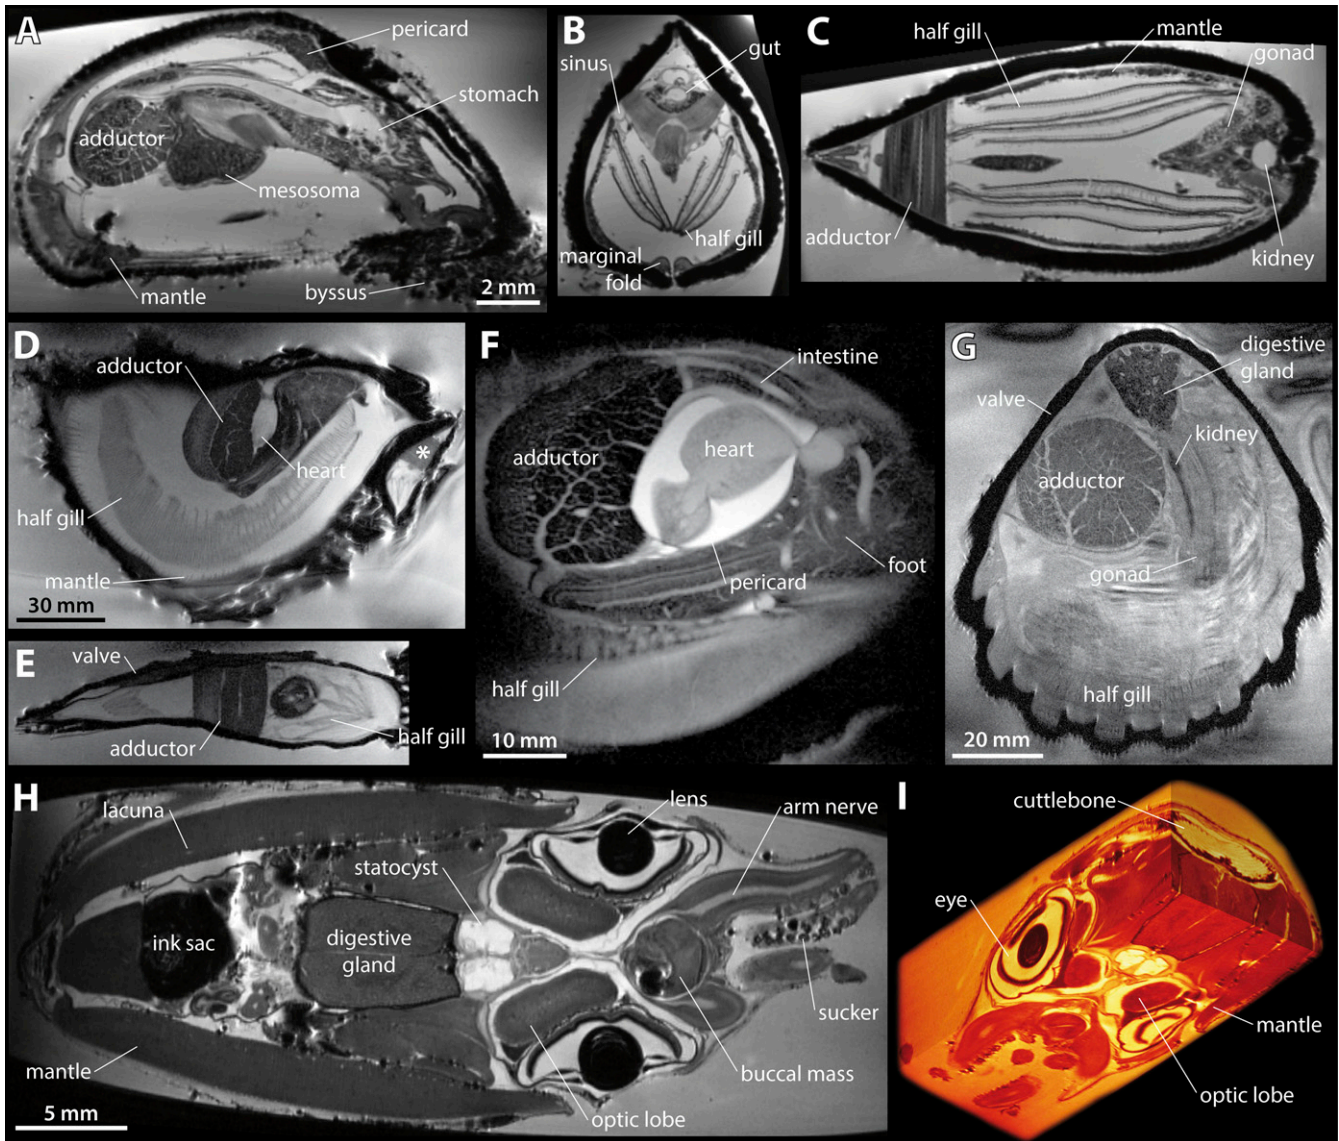 A
pericard
stomach
adductor
mesosoma
mantle
byssus
2 mm
B
sinus
gut
half gill
marginal
fold
C
half gill
mantle
gonad
adductor
kidney
D
adductor
*
heart
half gill
mantle
30 mm
E
valve
adductor
half gill
F
intestine
adductor
heart
foot
pericard
half gill
10 mm
G
digestive
gland
valve
kidney
adductor
gonad
half gill
20 mm
H
lacuna
lens
arm nerve
statocyst
ink sac
digestive
gland
sucker
mantle
buccal mass
optic lobe
5 mm
I
cuttlebone
eye
mantle
optic lobe